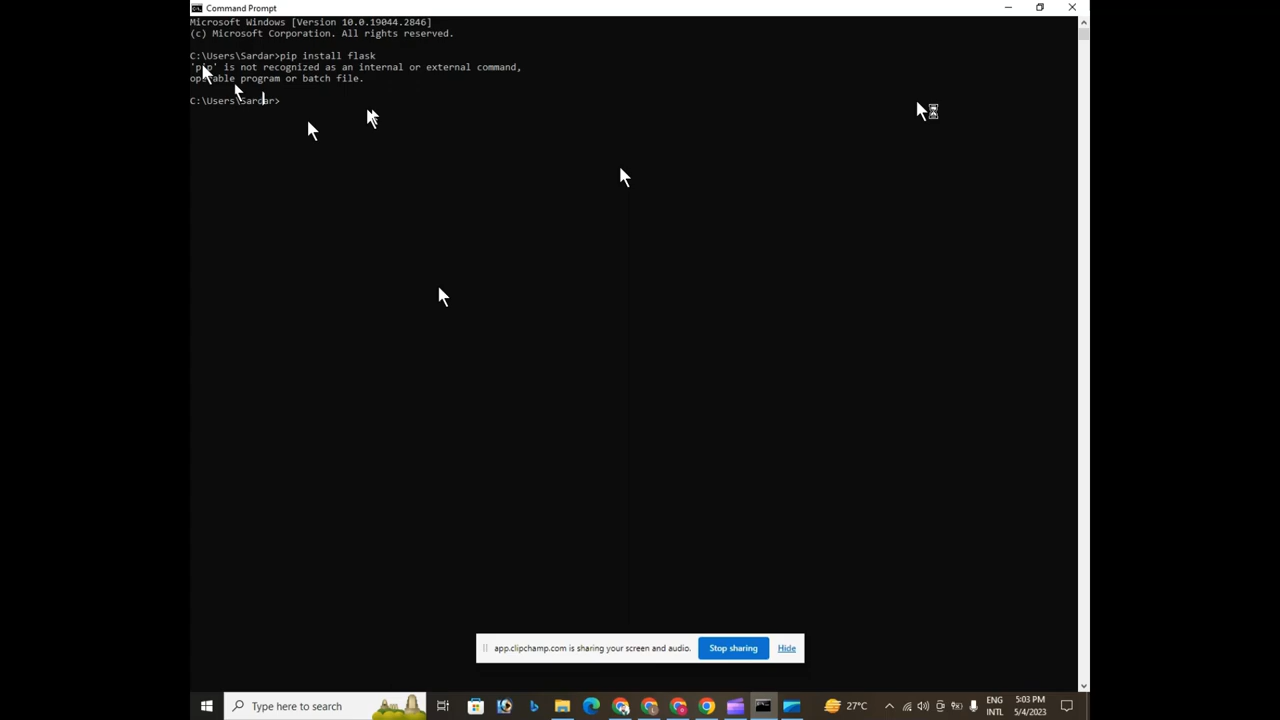 Command Prompt
Microsoft Windows [Version 10.0.19044.2846]
(c) Microsoft Corporation. All rights reserved.
C:\Users\Sardar>pip install flask
'pip' is not recognized as an internal or external command,
operable program or batch file.
C:\Users\Sardar>
app.clipchamp.com is sharing your screen and audio.
Stop sharing
Hide
Type here to search
27°C
ENG
INTL
5:03 PM
5/4/2023